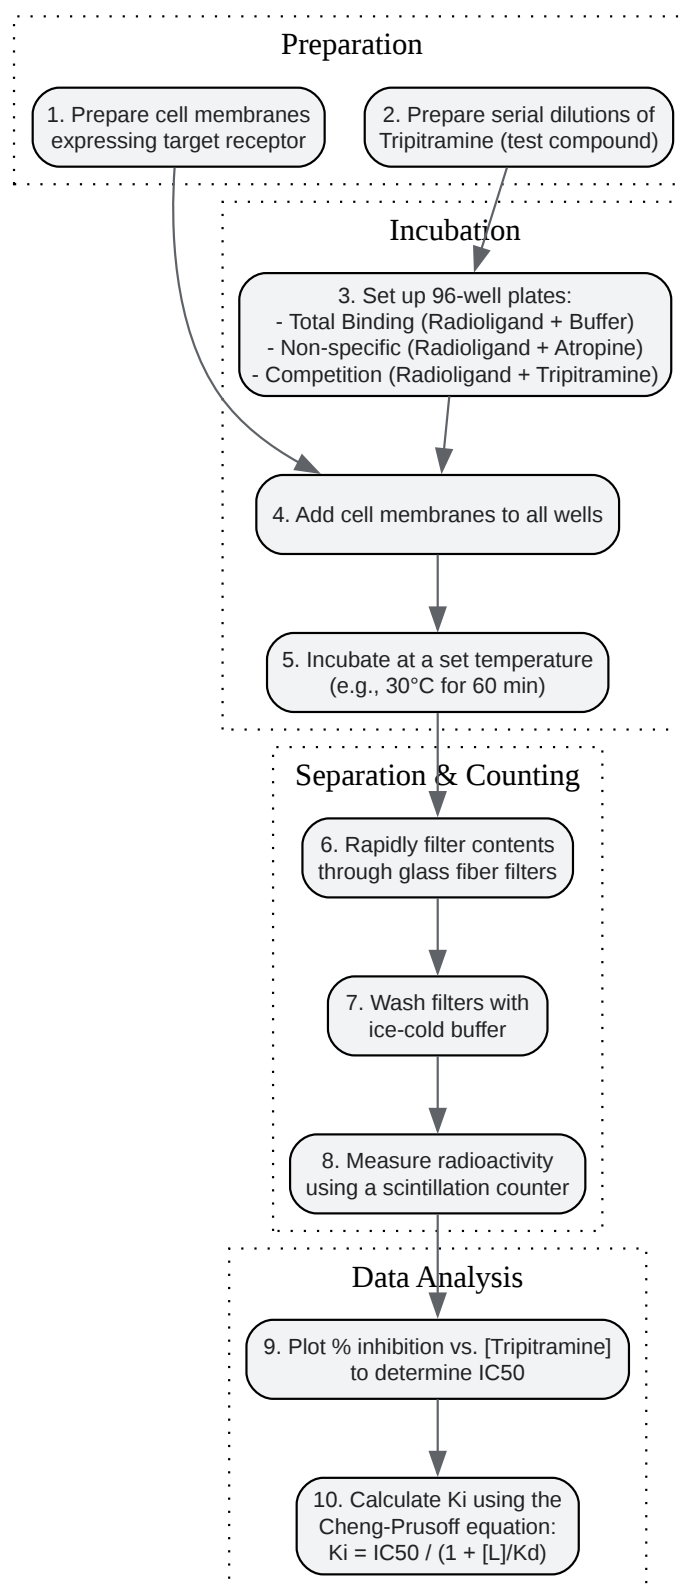 Preparation
1. Prepare cell membranes
expressing target receptor
2. Prepare serial dilutions of
Tripitramine (test compound)
Incubation
3. Set up 96-well plates:
- Total Binding (Radioligand + Buffer)
- Non-specific (Radioligand + Atropine)
- Competition (Radioligand + Tripitramine)
4. Add cell membranes to all wells
5. Incubate at a set temperature
(e.g., 30°C for 60 min)
Separation & Counting
6. Rapidly filter contents
through glass fiber filters
7. Wash filters with
ice-cold buffer
8. Measure radioactivity
using a scintillation counter
Data Analysis
9. Plot % inhibition vs. [Tripitramine]
to determine IC50
10. Calculate Ki using the
Cheng-Prusoff equation:
Ki = IC50 / (1 + [L]/Kd)